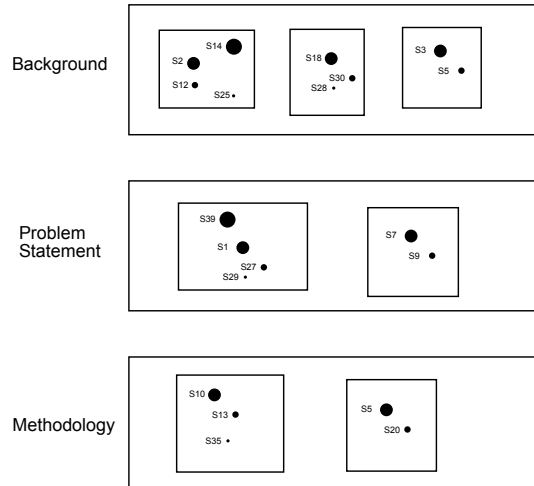 Background
S14
S2
S12
S25
S18
S30
S28
S3
S5
Problem
Statement
S39
S1
S27
S29
S7
S9
Methodology
S10
S13
S35
S5
S20